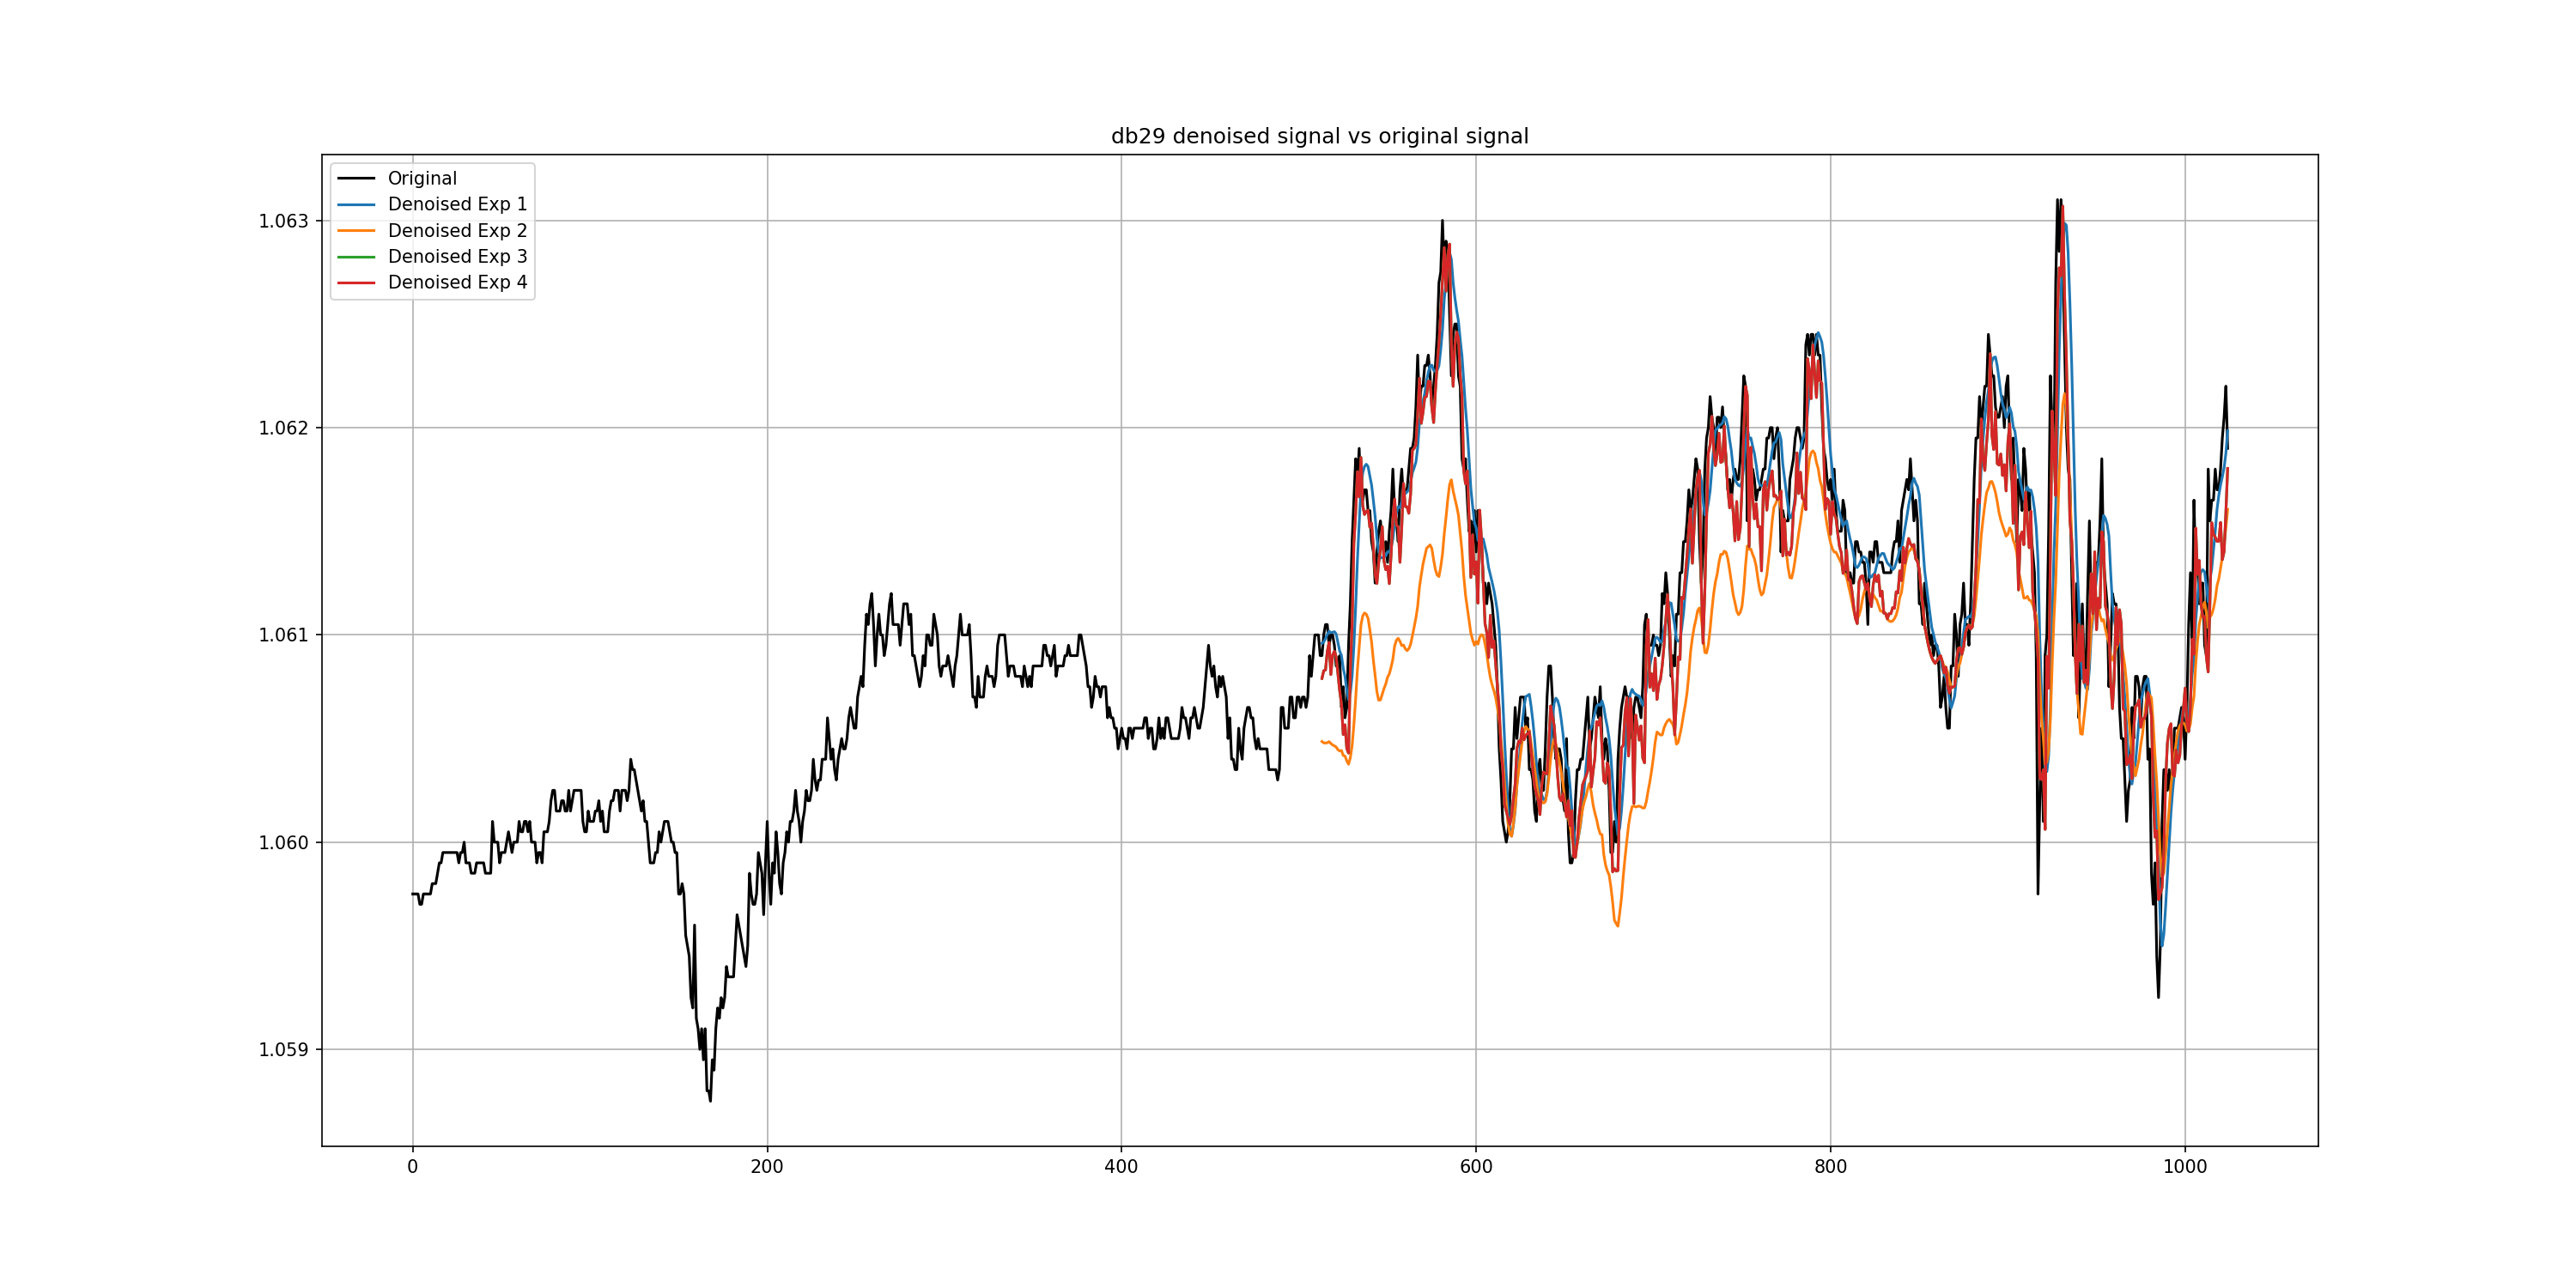 db29 denoised signal vs original signal
Original
Denoised Exp 1
Denoised Exp 2
Denoised Exp 3
Denoised Exp 4
1.063
1.062
1.061
1.060
1.059
0 200 400 600 800 1000